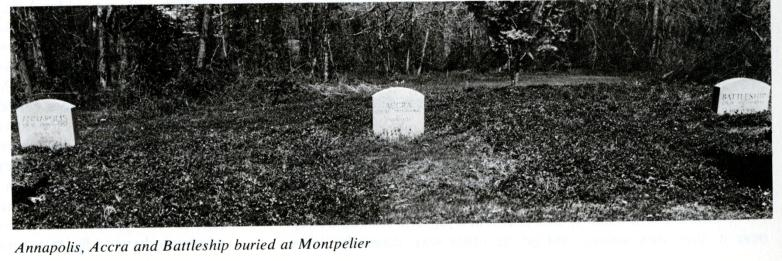 ANNAPOLIS
ACCRA
BATTLESHIP
Annapolis, Accra and Battleship buried at Montpelier